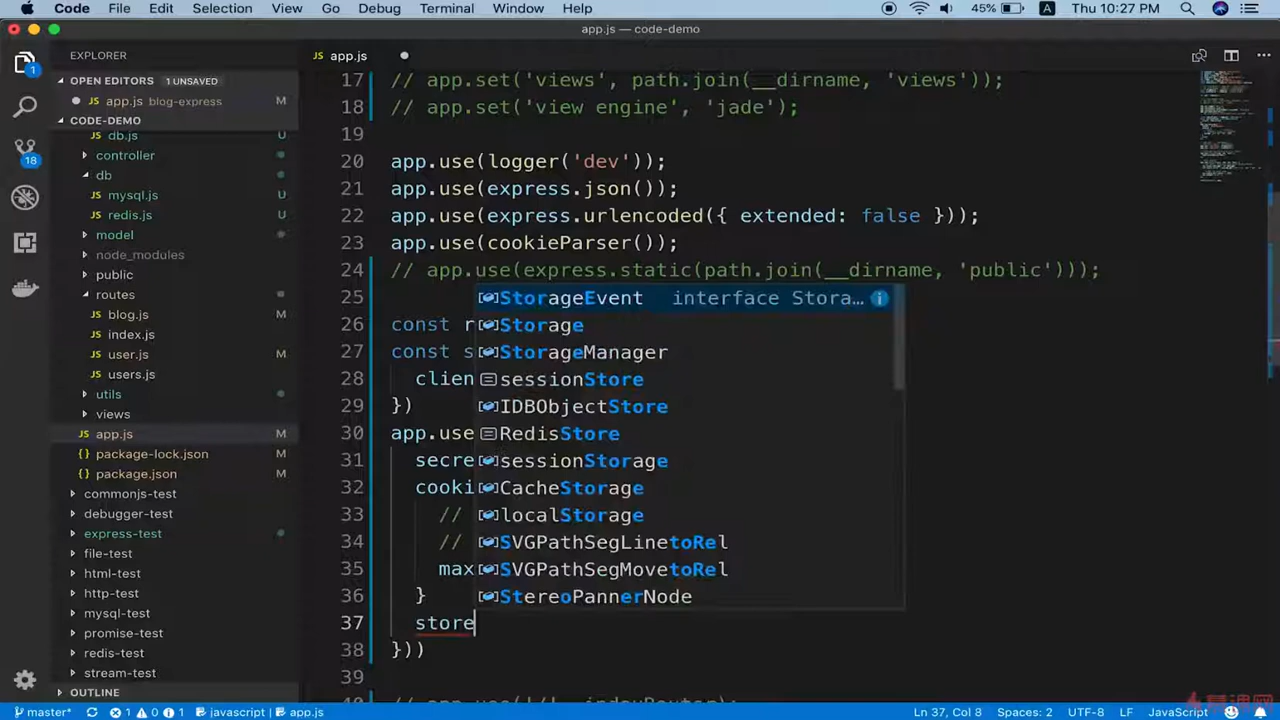 Code File Edit Selection View Go Debug Terminal Window Help 45% A Thu 10:27 PM
app.js — code-demo
EXPLORER
JS app.js
OPEN EDITORS 1 UNSAVED
JS app.js blog-express M
CODE-DEMO
db.js U
controller
db
JS mysql.js U
JS redis.js U
model
node_modules
public
routes
JS blog.js U
JS index.js
JS user.js M
JS users.js
utils
views
JS app.js M
{} package-lock.json M
{} package.json M
commonjs-test
debugger-test
express-test
file-test
html-test
http-test
mysql-test
promise-test
redis-test
stream-test
OUTLINE
17 // app.set('views', path.join(__dirname, 'views'));
18 // app.set('view engine', 'jade');
19
20 app.use(logger('dev'));
21 app.use(express.json());
22 app.use(express.urlencoded({ extended: false }));
23 app.use(cookieParser());
24 // app.use(express.static(path.join(__dirname, 'public')));
25
26 const r
27 const s
28 clien
29 })
30 app.use
31 secre
32 cooki
33 //
34 //
35 max
36 }
37 store
38 }))
39
StorageEvent interface Stora…
Storage
StorageManager
sessionStore
IDBObjectStore
RedisStore
sessionStorage
CacheStorage
localStorage
SVGPathSegLinetoRel
SVGPathSegMovetoRel
StereoPannerNode
1
18
master* 1 0 1 javascript | app.js Ln 37, Col 8 Spaces: 2 UTF-8 LF JavaScript